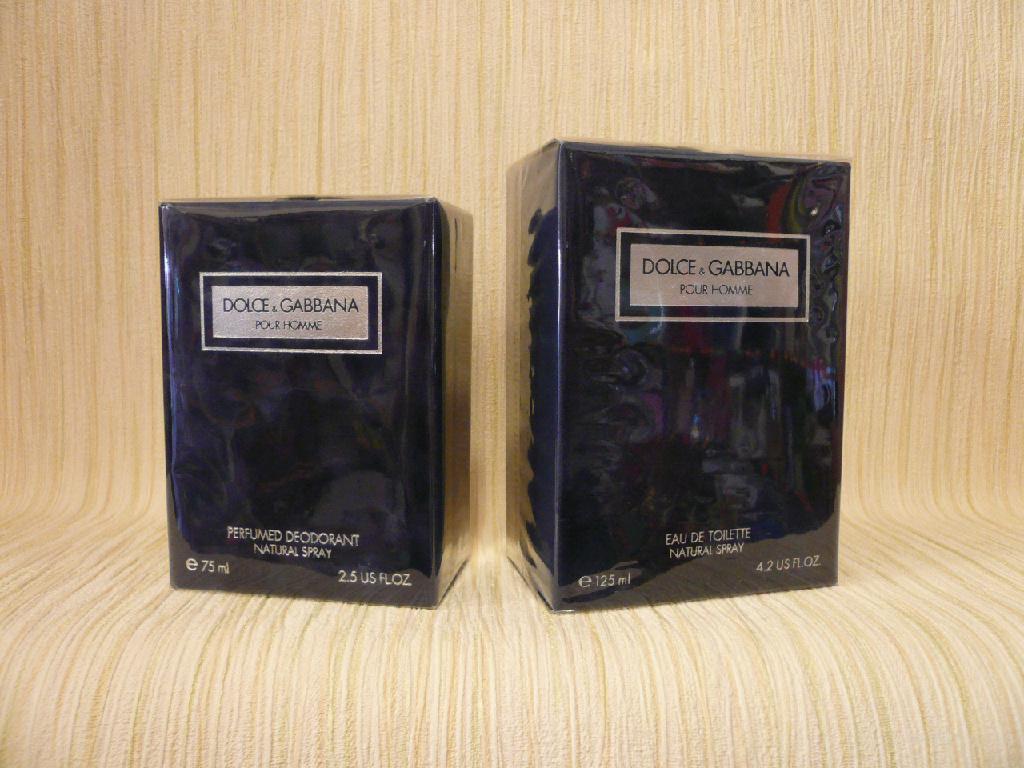 DOLCE & GABBANA
POUR HOMME
PERFUMED DEODORANT
NATURAL SPRAY
e 75 ml
2.5 US FL.OZ
DOLCE & GABBANA
POUR HOMME
EAU DE TOILETTE
NATURAL SPRAY
e 125 ml
4.2 US FL.OZ